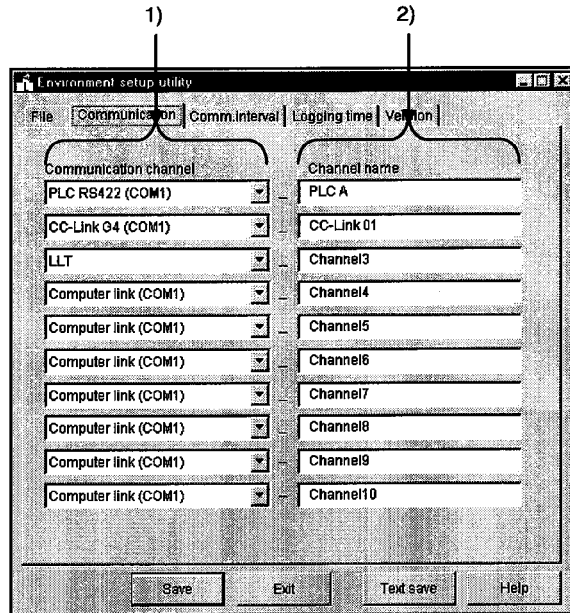 1) 2)
Environment setup utility
File Communication Comm.interval Logging time Version
Communication channel Channel name
PLC RS422 (COM1) – PLC A
CC-Link G4 (COM1) – CC-Link 01
LLT – Channel3
Computer link (COM1) – Channel4
Computer link (COM1) – Channel5
Computer link (COM1) – Channel6
Computer link (COM1) – Channel7
Computer link (COM1) – Channel8
Computer link (COM1) – Channel9
Computer link (COM1) – Channel10
Save Exit Text save Help